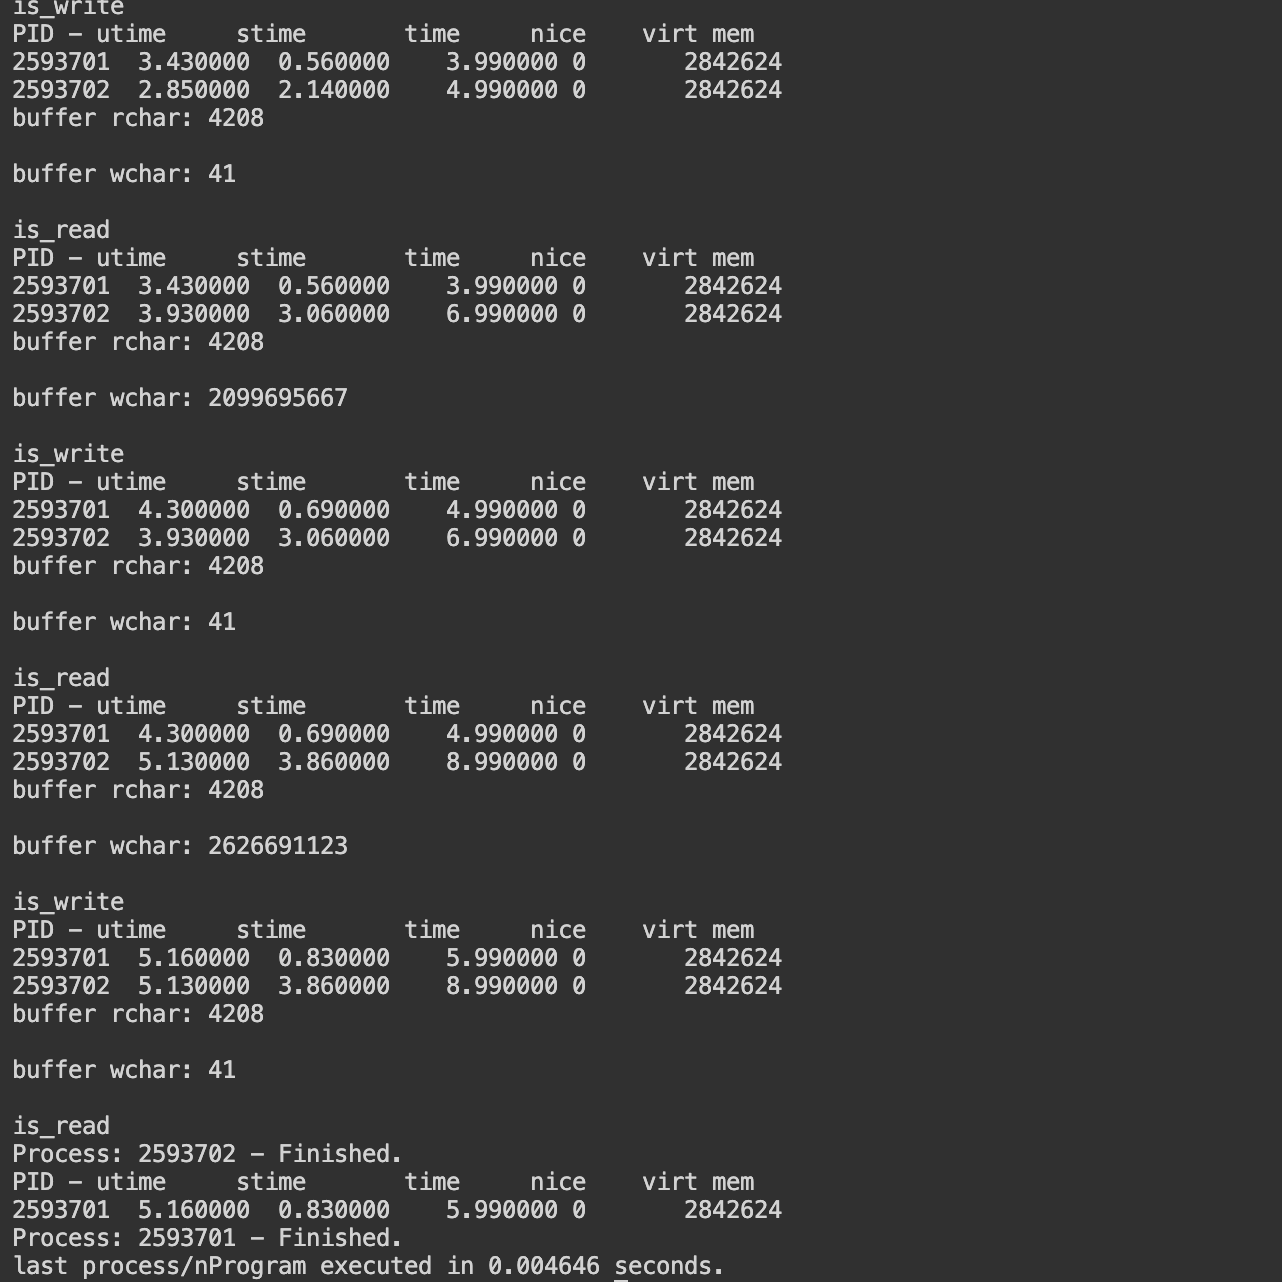 is_write
PID - utime     stime       time     nice    virt mem
2593701  3.430000  0.560000    3.990000 0       2842624
2593702  2.850000  2.140000    4.990000 0       2842624
buffer rchar: 4208
buffer wchar: 41
is_read
PID - utime     stime       time     nice    virt mem
2593701  3.430000  0.560000    3.990000 0       2842624
2593702  3.930000  3.060000    6.990000 0       2842624
buffer rchar: 4208
buffer wchar: 2099695667
is_write
PID - utime     stime       time     nice    virt mem
2593701  4.300000  0.690000    4.990000 0       2842624
2593702  3.930000  3.060000    6.990000 0       2842624
buffer rchar: 4208
buffer wchar: 41
is_read
PID - utime     stime       time     nice    virt mem
2593701  4.300000  0.690000    4.990000 0       2842624
2593702  5.130000  3.860000    8.990000 0       2842624
buffer rchar: 4208
buffer wchar: 2626691123
is_write
PID - utime     stime       time     nice    virt mem
2593701  5.160000  0.830000    5.990000 0       2842624
2593702  5.130000  3.860000    8.990000 0       2842624
buffer rchar: 4208
buffer wchar: 41
is_read
Process: 2593702 - Finished.
PID - utime     stime       time     nice    virt mem
2593701  5.160000  0.830000    5.990000 0       2842624
Process: 2593701 - Finished.
last process/nProgram executed in 0.004646 seconds.